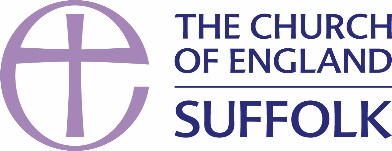 THE CHURCH
OF ENGLAND
SUFFOLK